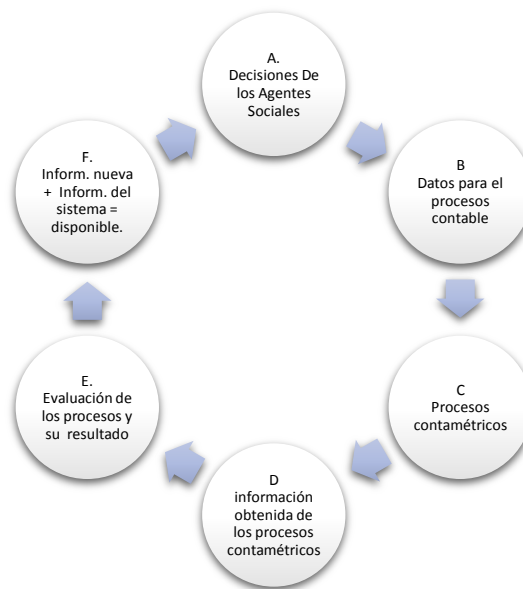 A.
Decisiones De
los Agentes
Sociales
B
Datos para el
procesos
contable
C
Procesos
contamétricos
D
información
obtenida de
los procesos
contamétricos
E.
Evaluación de
los procesos y
su resultado
F.
Inform. nueva
+ Inform. del
sistema =
disponible.